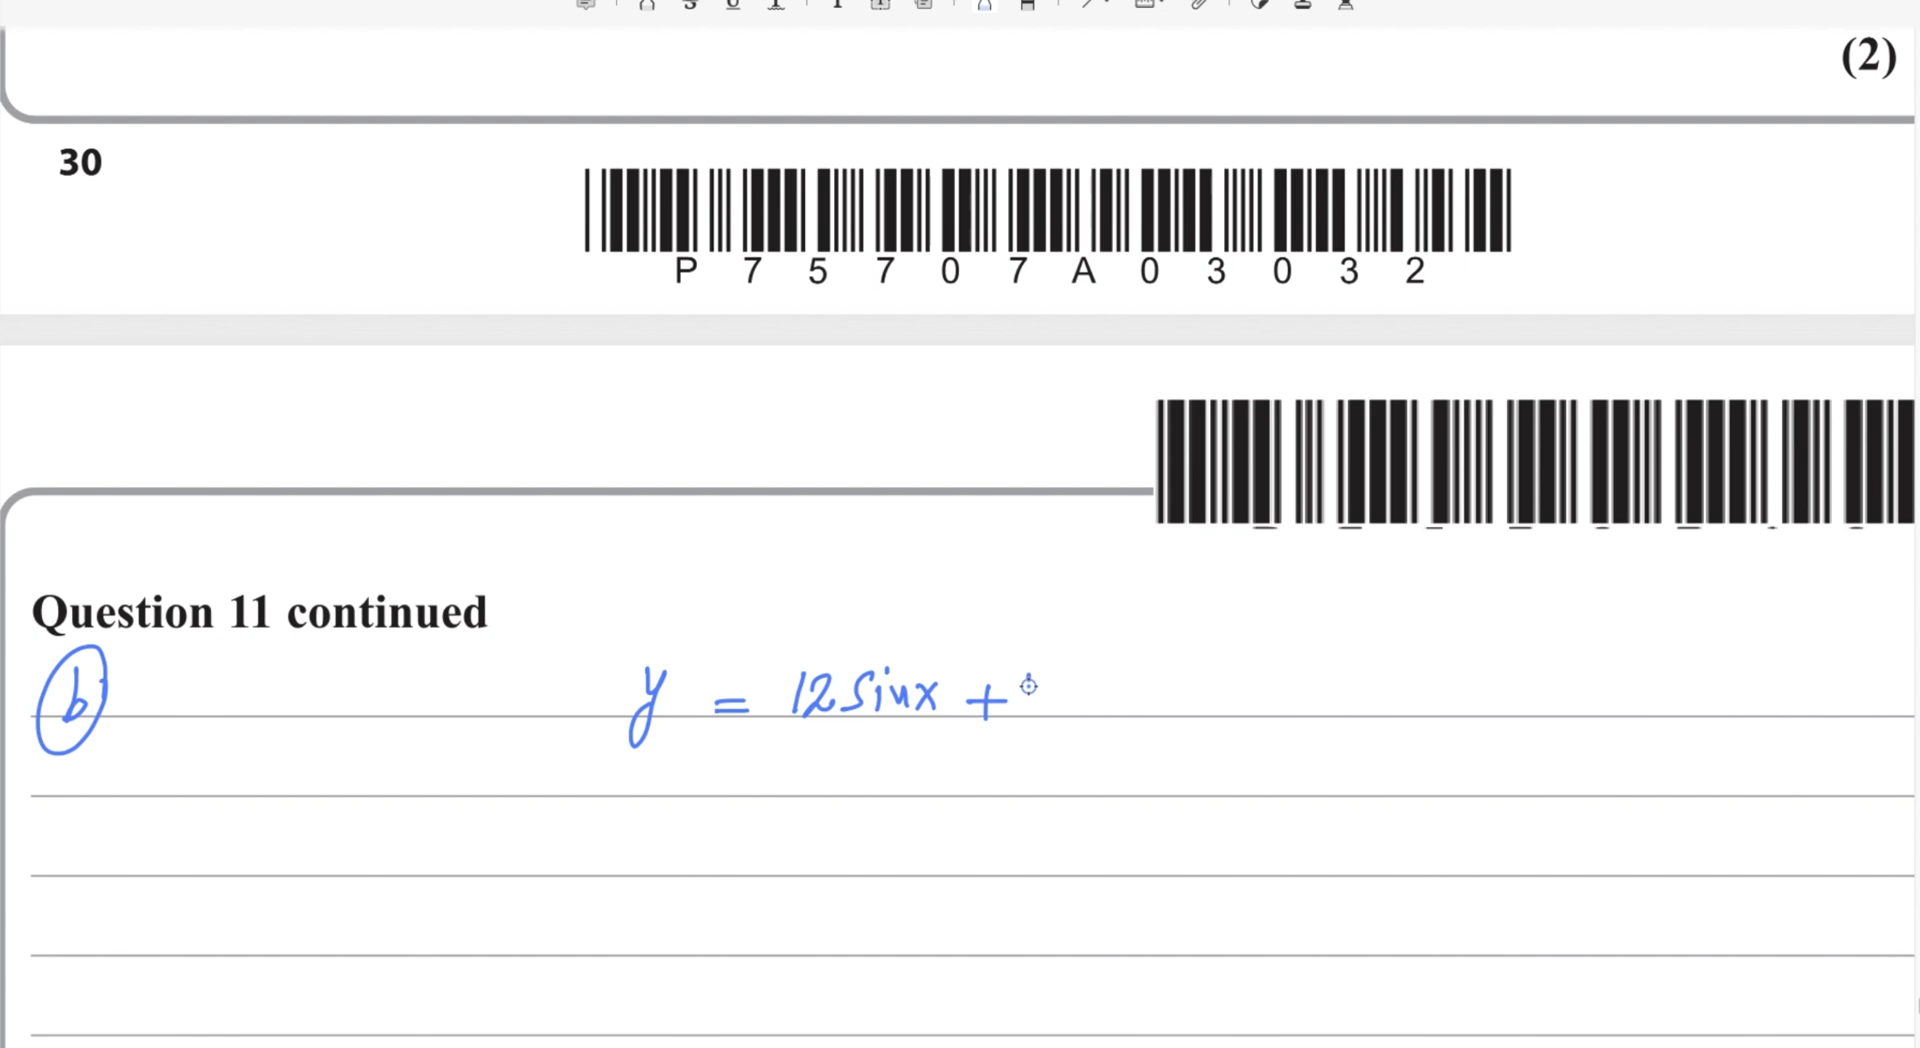 (2)
30
P 7 5 7 0 7 A 0 3 0 3 2
Question 11 continued
b y = 12 sinx +